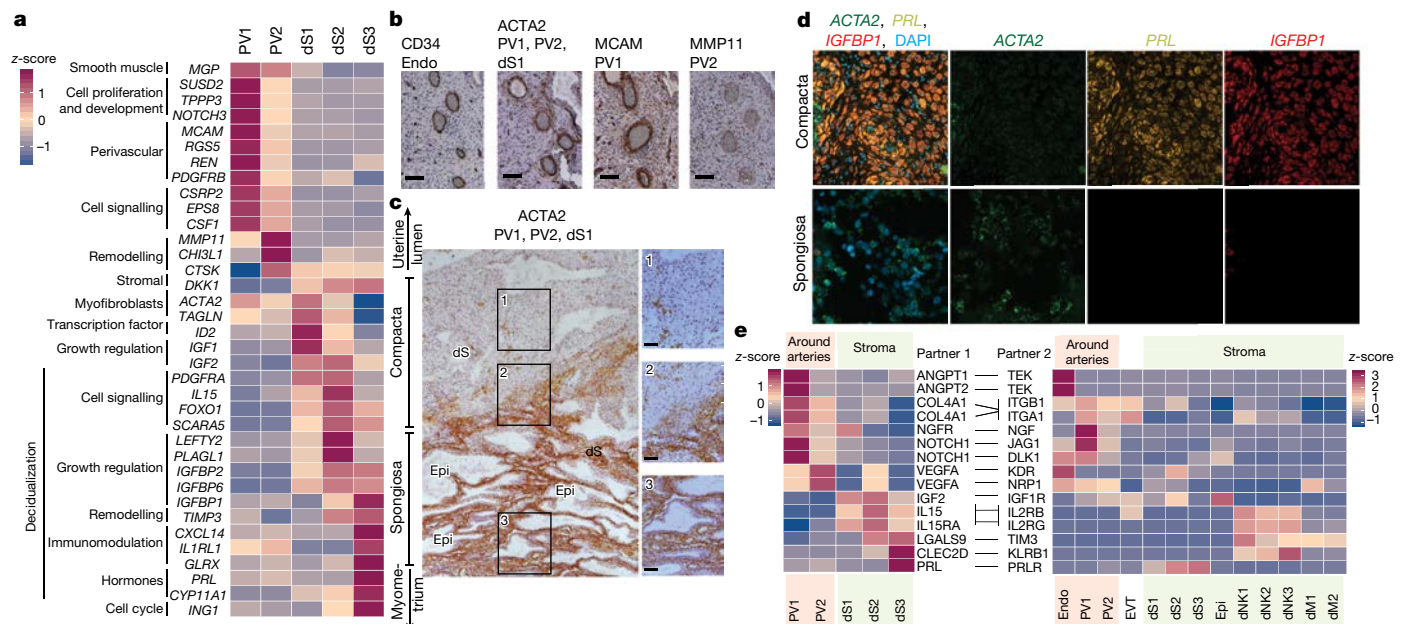 a
PV1
PV2
dS1
dS2
dS3
z-score
1
0
−1
Smooth muscle
MGP
Cell proliferation
and development
SUSD2
TPPP3
NOTCH3
Perivascular
MCAM
RGS5
REN
PDGFRB
Cell signalling
CSRP2
EPS8
CSF1
Remodelling
MMP11
CHI3L1
CTSK
Stromal
DKK1
Myofibroblasts
ACTA2
TAGLN
Transcription factor
ID2
Growth regulation
IGF1
IGF2
Decidualization
Cell signalling
PDGFRA
IL15
FOXO1
SCARA5
Growth regulation
LEFTY2
PLAGL1
IGFBP2
IGFBP6
IGFBP1
Remodelling
TIMP3
Immunomodulation
CXCL14
IL1RL1
GLRX
Hormones
PRL
CYP11A1
Cell cycle
ING1
b
CD34
Endo
ACTA2
PV1, PV2,
dS1
MCAM
PV1
MMP11
PV2
c
ACTA2
PV1, PV2, dS1
Uterine
lumen
Compacta
Spongiosa
Myome-
trium
1
2
3
dS
dS
Epi
Epi
Epi
1
2
3
d
ACTA2, PRL,
IGFBP1, DAPI
ACTA2
PRL
IGFBP1
Compacta
Spongiosa
e
z-score
1
0
−1
Around
arteries
Stroma
Partner 1
Partner 2
Around
arteries
Stroma
z-score
3
2
1
0
−1
ANGPT1
TEK
ANGPT2
TEK
COL4A1
ITGB1
COL4A1
ITGA1
NGFR
NGF
NOTCH1
JAG1
NOTCH1
DLK1
VEGFA
KDR
VEGFA
NRP1
IGF2
IGF1R
IL15
IL2RB
IL15RA
IL2RG
LGALS9
TIM3
CLEC2D
KLRB1
PRL
PRLR
PV1
PV2
dS1
dS2
dS3
Endo
PV1
PV2
EVT
dS1
dS2
dS3
Epi
dNK1
dNK2
dNK3
dM1
dM2